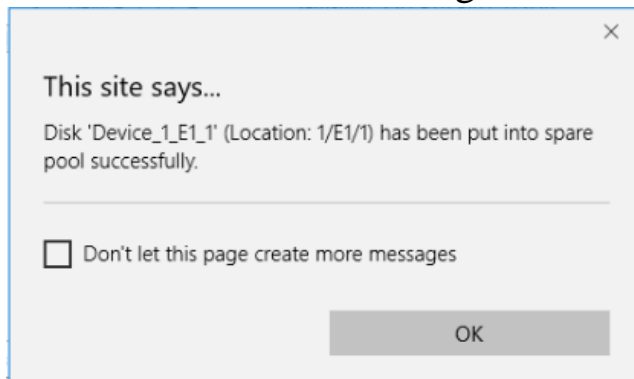 This site says...
Disk 'Device_1_E1_1' (Location: 1/E1/1) has been put into spare
pool successfully.
Don't let this page create more messages
OK